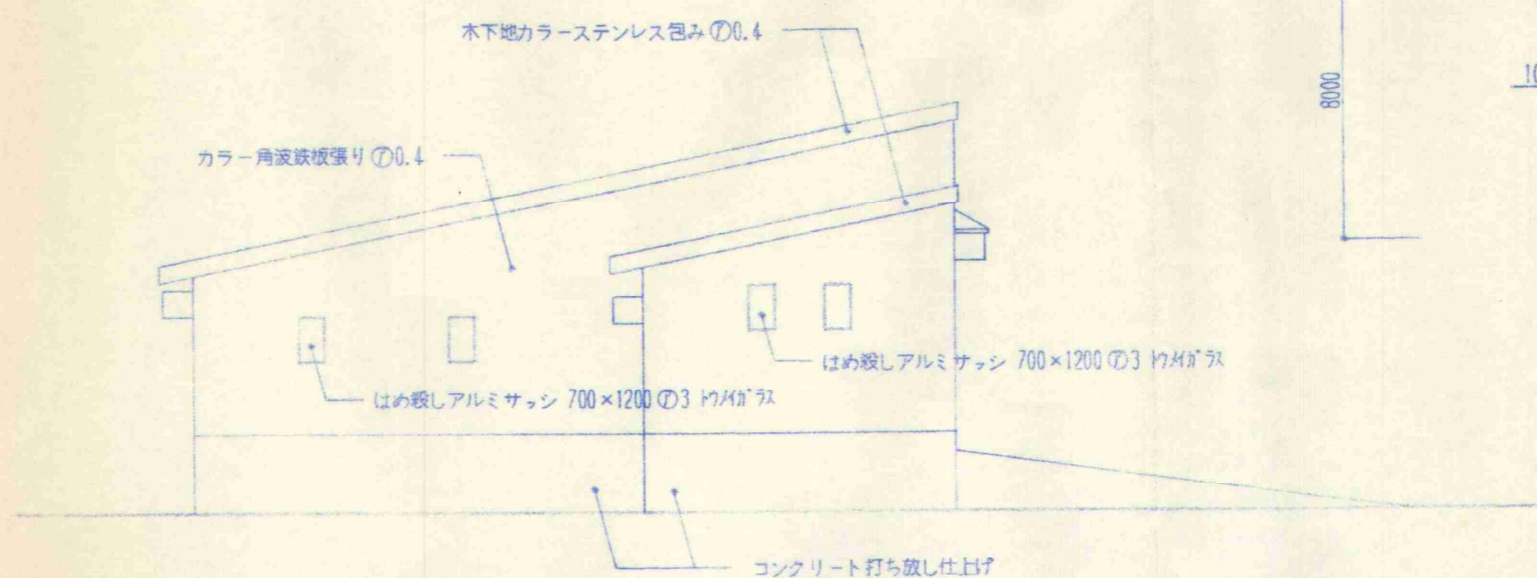 木下地カラーステンレス包み ⑦0.4
8000
10
カラー角波鉄板張り ⑦0.4
はめ殺しアルミサッシ 700×1200 ⑦3 トウメイガラス
はめ殺しアルミサッシ 700×1200 ⑦3 トウメイガラス
コンクリート打ち放し仕上げ